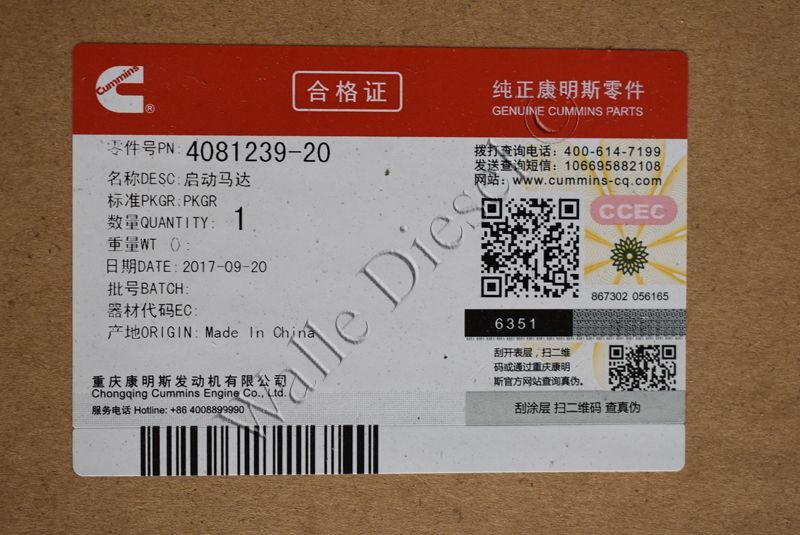 Cummins
®
合格证
纯正康明斯零件
GENUINE CUMMINS PARTS
零件号PN: 4081239-20
名称DESC: 启动马达
标准PKGR: PKGR
数量QUANTITY: 1
重量WT ():
日期DATE: 2017-09-20
批号BATCH:
器材代码EC:
产地ORIGIN: Made In China
重庆康明斯发动机有限公司
Chongqing Cummins Engine Co., Ltd.
服务电话 Hotline: +86 4008899990
拨打查询电话: 400-614-7199
发送查询短信: 106695882108
网站: www.cummins-cq.com
CCEC
867302 056165
6351
刮开表层，扫二维
码或通过重庆康明
斯官方网站查询真伪。
刮涂层 扫二维码 查真伪
Walle Diesel ©